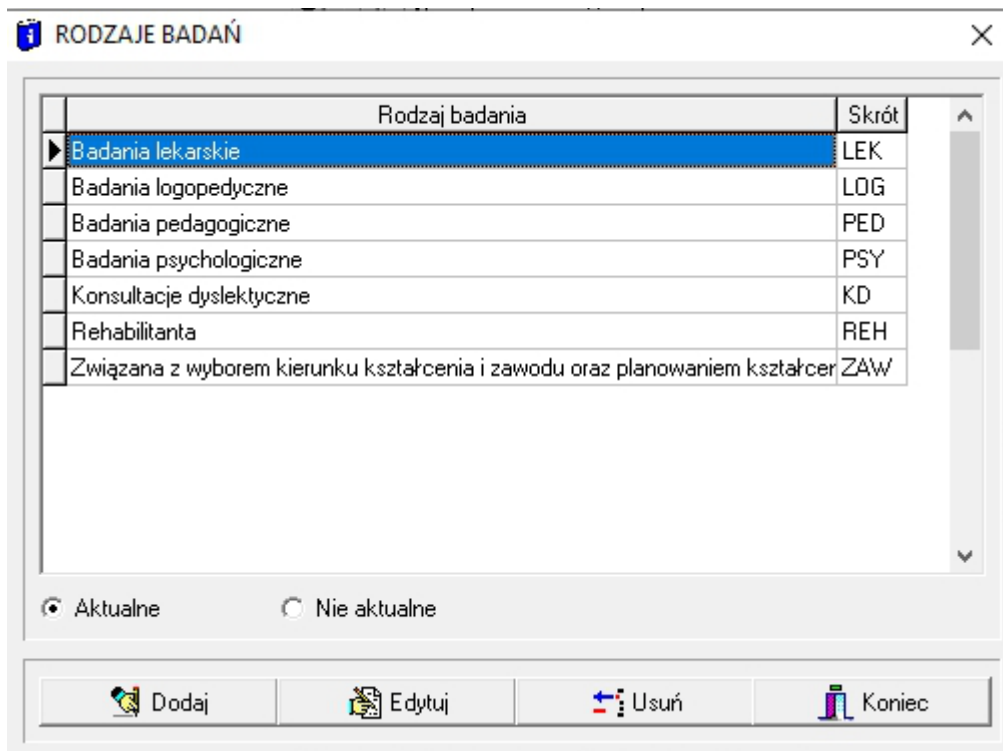 RODZAJE BADAŃ
Rodzaj badania Skrót
Badania lekarskie LEK
Badania logopedyczne LOG
Badania pedagogiczne PED
Badania psychologiczne PSY
Konsultacje dyslektyczne KD
Rehabilitanta REH
Związana z wyborem kierunku kształcenia i zawodu oraz planowaniem kształcer ZAW
Aktualne Nie aktualne
Dodaj Edytuj Usuń Koniec